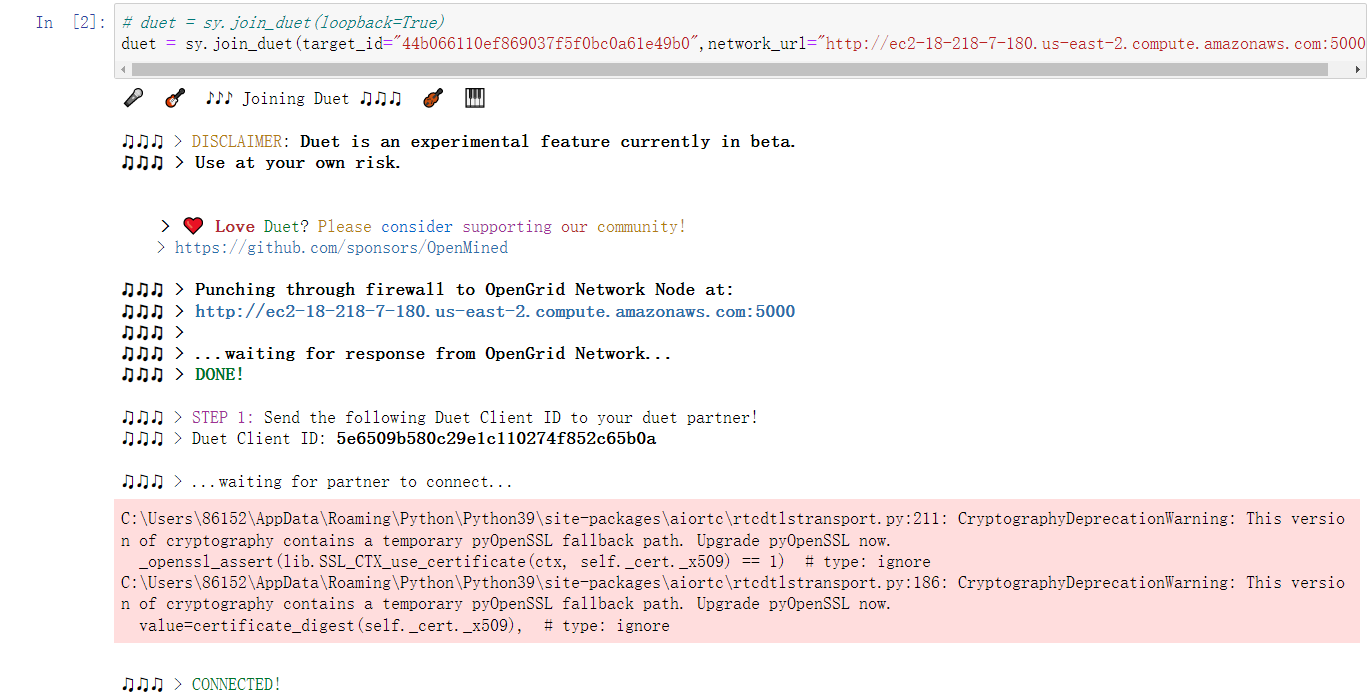 In [2]:
# duet = sy.join_duet(loopback=True)
duet = sy.join_duet(target_id="44b066110ef869037f5f0bc0a61e49b0",network_url="http://ec2-18-218-7-180.us-east-2.compute.amazonaws.com:5000
🎤 🎸 ♪♪♪ Joining Duet ♫♫♫ 🎻 🎹
♫♫♫ > DISCLAIMER: Duet is an experimental feature currently in beta.
♫♫♫ > Use at your own risk.
> ❤️ Love Duet? Please consider supporting our community!
> https://github.com/sponsors/OpenMined
♫♫♫ > Punching through firewall to OpenGrid Network Node at:
♫♫♫ > http://ec2-18-218-7-180.us-east-2.compute.amazonaws.com:5000
♫♫♫ >
♫♫♫ > ...waiting for response from OpenGrid Network...
♫♫♫ > DONE!
♫♫♫ > STEP 1: Send the following Duet Client ID to your duet partner!
♫♫♫ > Duet Client ID: 5e6509b580c29e1c110274f852c65b0a
♫♫♫ > ...waiting for partner to connect...
C:\Users\86152\AppData\Roaming\Python\Python39\site-packages\aiortc\rtcdtlstransport.py:211: CryptographyDeprecationWarning: This versio
n of cryptography contains a temporary pyOpenSSL fallback path. Upgrade pyOpenSSL now.
_openssl_assert(lib.SSL_CTX_use_certificate(ctx, self._cert._x509) == 1)  # type: ignore
C:\Users\86152\AppData\Roaming\Python\Python39\site-packages\aiortc\rtcdtlstransport.py:186: CryptographyDeprecationWarning: This versio
n of cryptography contains a temporary pyOpenSSL fallback path. Upgrade pyOpenSSL now.
value=certificate_digest(self._cert._x509),  # type: ignore
♫♫♫ > CONNECTED!